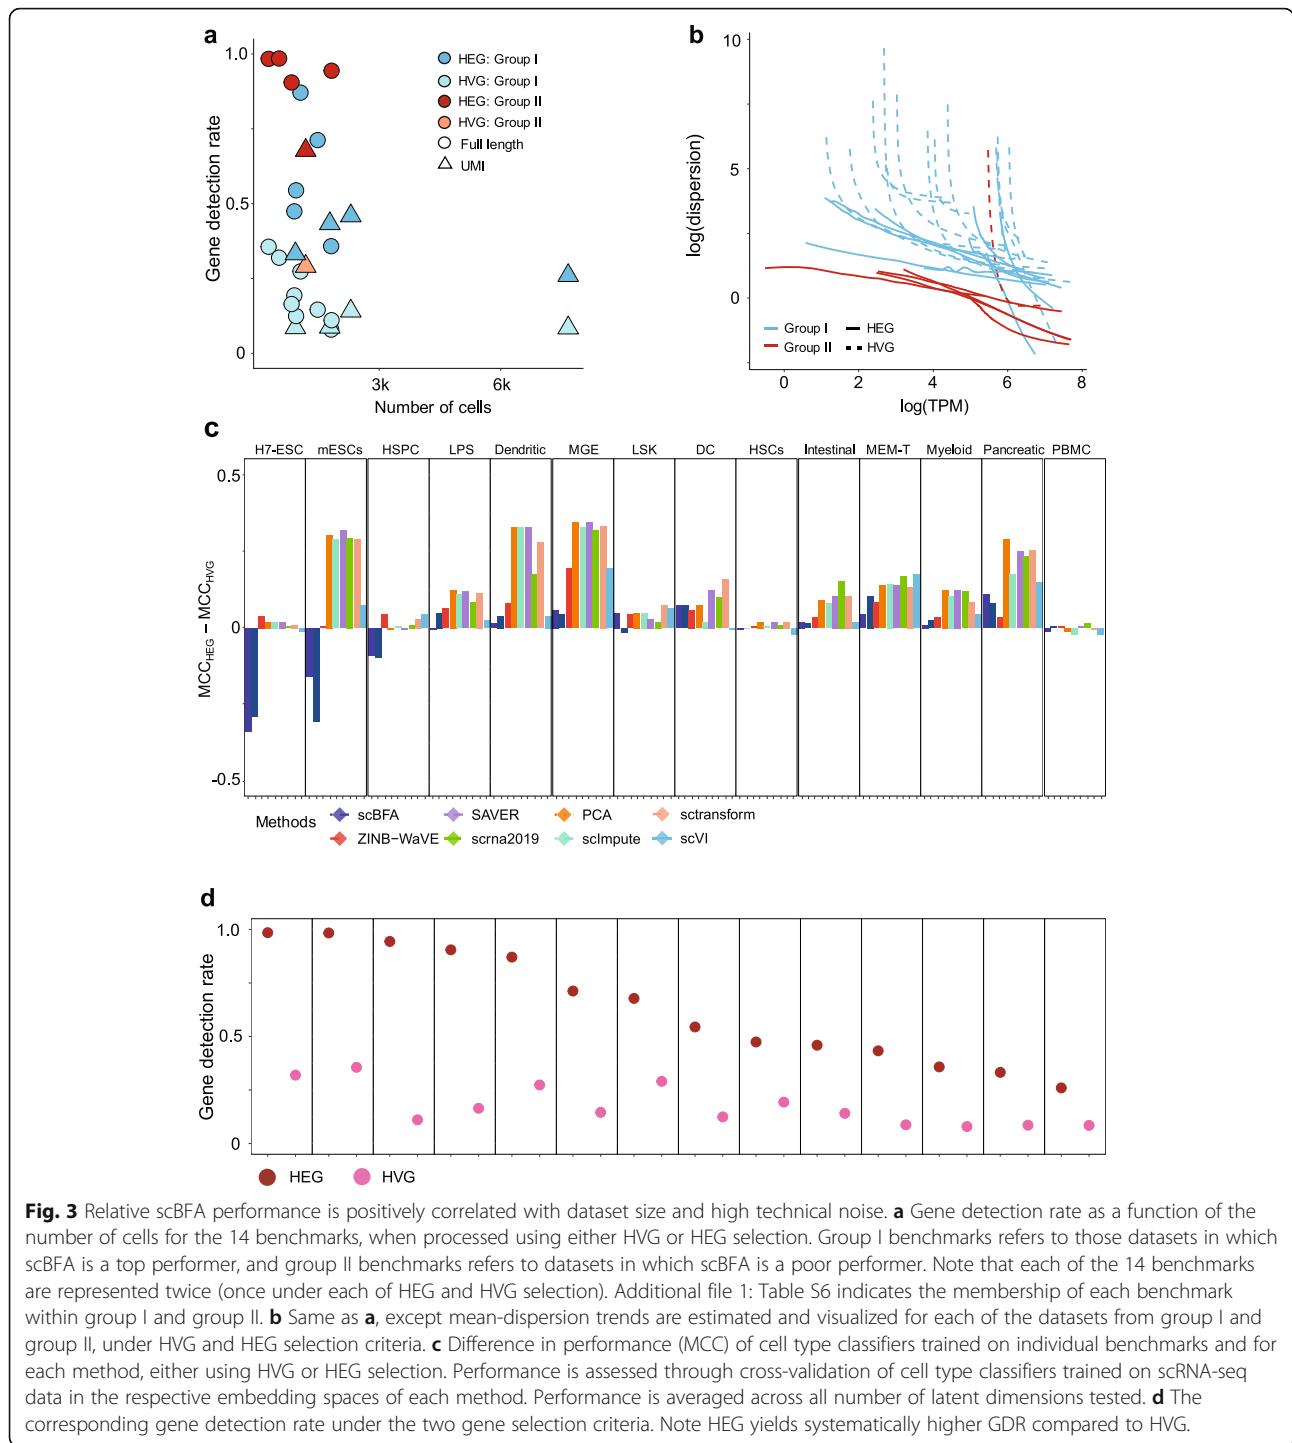 a
1.0
0.5
0
Gene detection rate
3k
6k
Number of cells
HEG: Group I
HVG: Group I
HEG: Group II
HVG: Group II
Full length
UMI
b
10
5
0
log(dispersion)
Group I
Group II
HEG
HVG
0
2
4
6
8
log(TPM)
c
H7-ESC
mESCs
HSPC
LPS
Dendritic
MGE
LSK
DC
HSCs
Intestinal
MEM-T
Myeloid
Pancreatic
PBMC
0.5
0
-0.5
MCC_HEG − MCC_HVG
Methods
scBFA
SAVER
PCA
sctransform
ZINB−WaVE
scrna2019
scImpute
scVI
d
1.0
0.5
0
Gene detection rate
HEG
HVG
Fig. 3 Relative scBFA performance is positively correlated with dataset size and high technical noise. a Gene detection rate as a function of the
number of cells for the 14 benchmarks, when processed using either HVG or HEG selection. Group I benchmarks refers to those datasets in which
scBFA is a top performer, and group II benchmarks refers to datasets in which scBFA is a poor performer. Note that each of the 14 benchmarks
are represented twice (once under each of HEG and HVG selection). Additional file 1: Table S6 indicates the membership of each benchmark
within group I and group II. b Same as a, except mean-dispersion trends are estimated and visualized for each of the datasets from group I and
group II, under HVG and HEG selection criteria. c Difference in performance (MCC) of cell type classifiers trained on individual benchmarks and for
each method, either using HVG or HEG selection. Performance is assessed through cross-validation of cell type classifiers trained on scRNA-seq
data in the respective embedding spaces of each method. Performance is averaged across all number of latent dimensions tested. d The
corresponding gene detection rate under the two gene selection criteria. Note HEG yields systematically higher GDR compared to HVG.